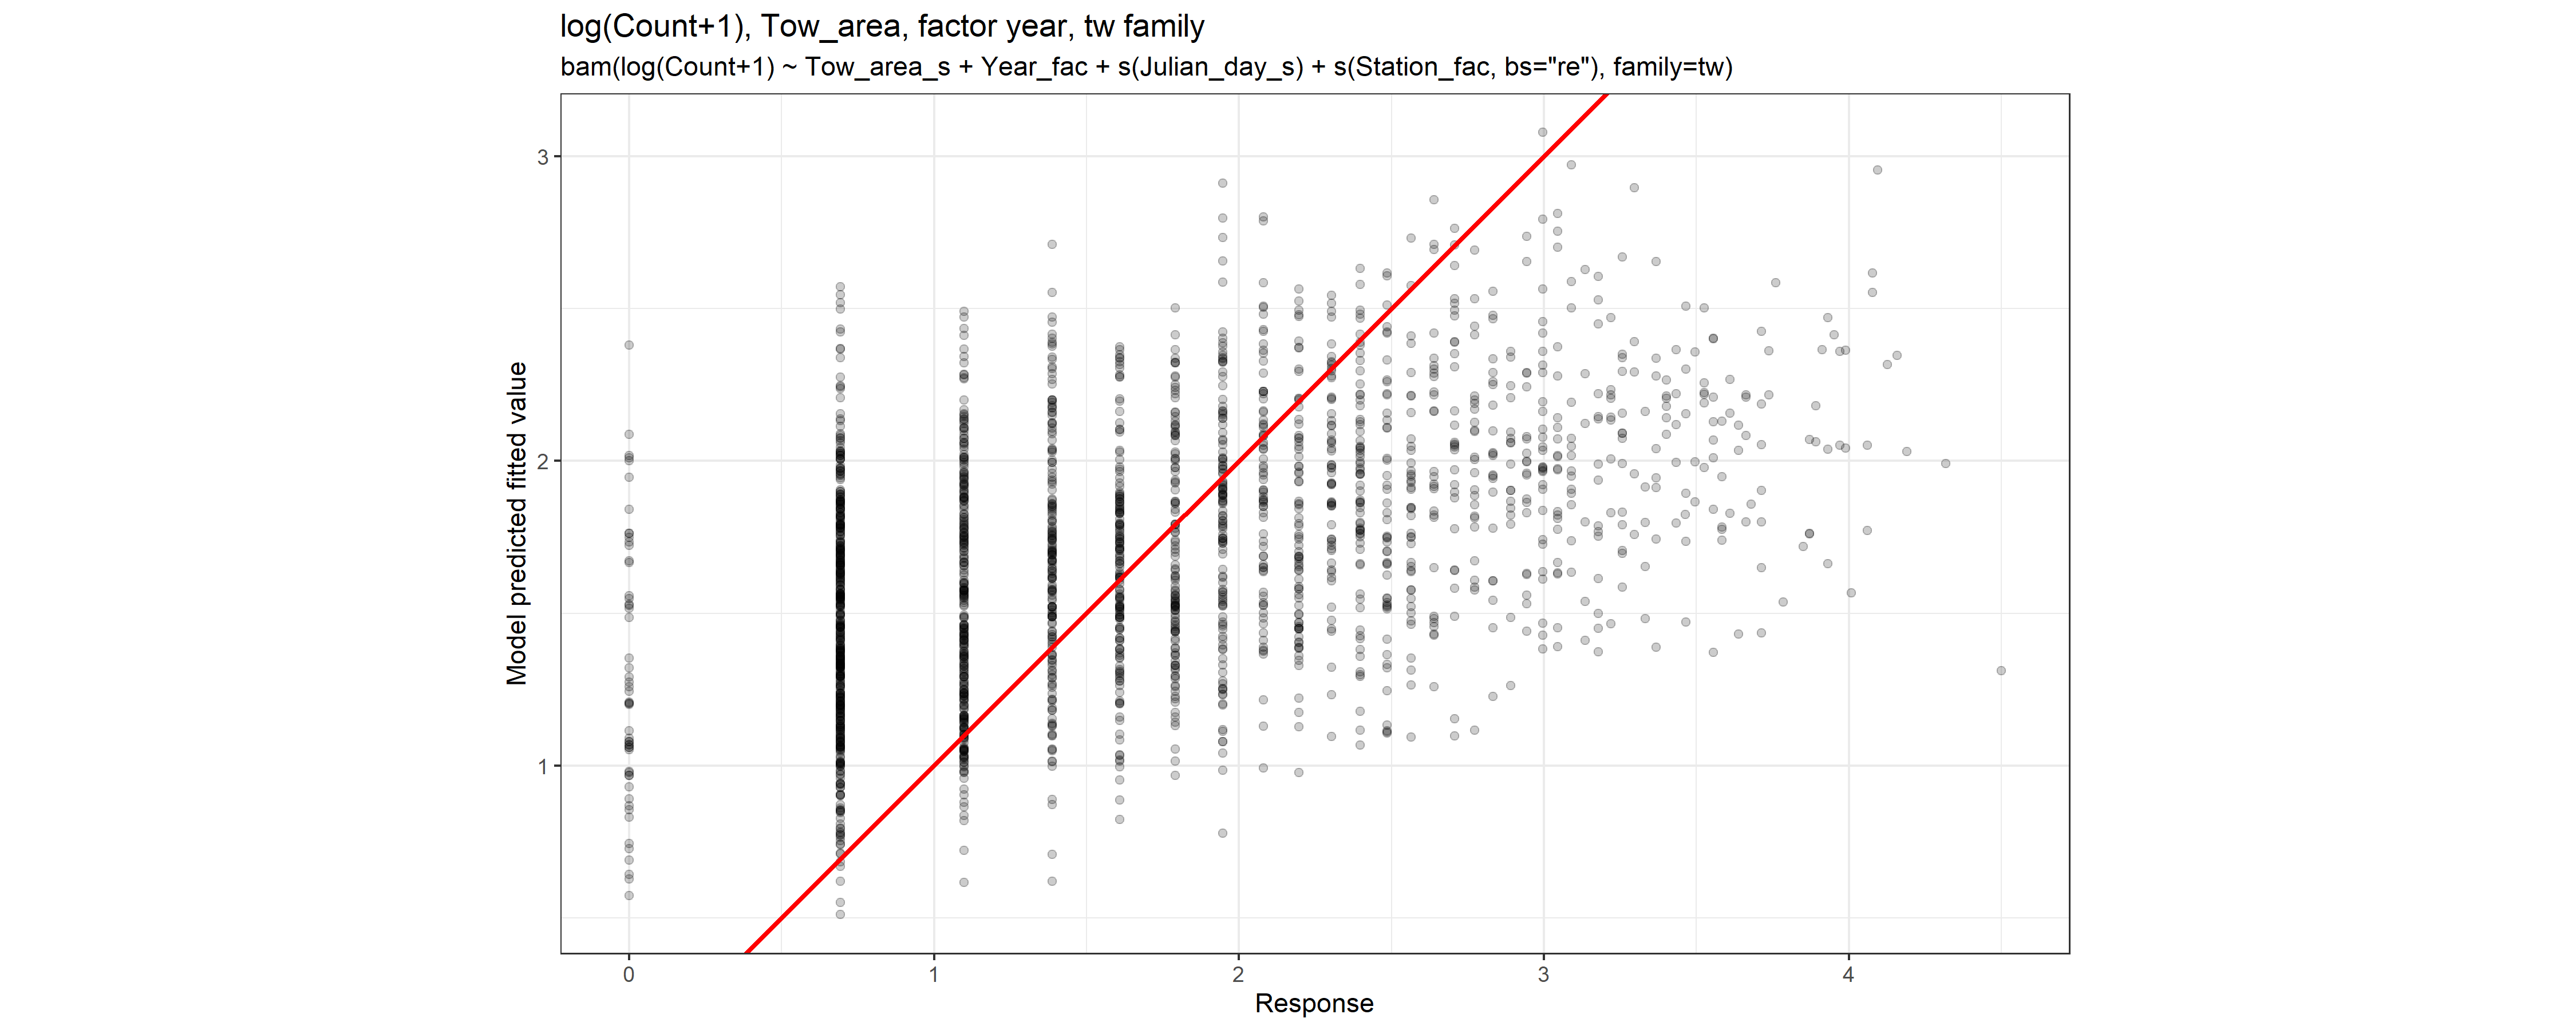 log(Count+1), Tow_area, factor year, tw family
bam(log(Count+1) ~ Tow_area_s + Year_fac + s(Julian_day_s) + s(Station_fac, bs="re"), family=tw)
3
2
1
Model predicted fitted value
0 1 2 3 4
Response